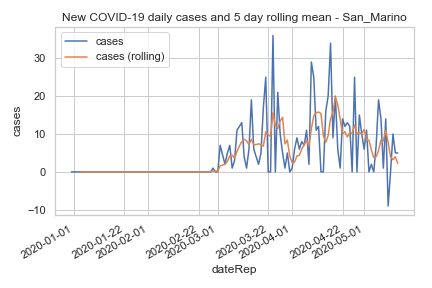 New COVID-19 daily cases and 5 day rolling mean - San_Marino
cases
cases (rolling)
30
20
10
0
−10
cases
2020-01-01
2020-01-22
2020-02-01
2020-02-22
2020-03-01
2020-03-22
2020-04-01
2020-04-22
2020-05-01
dateRep